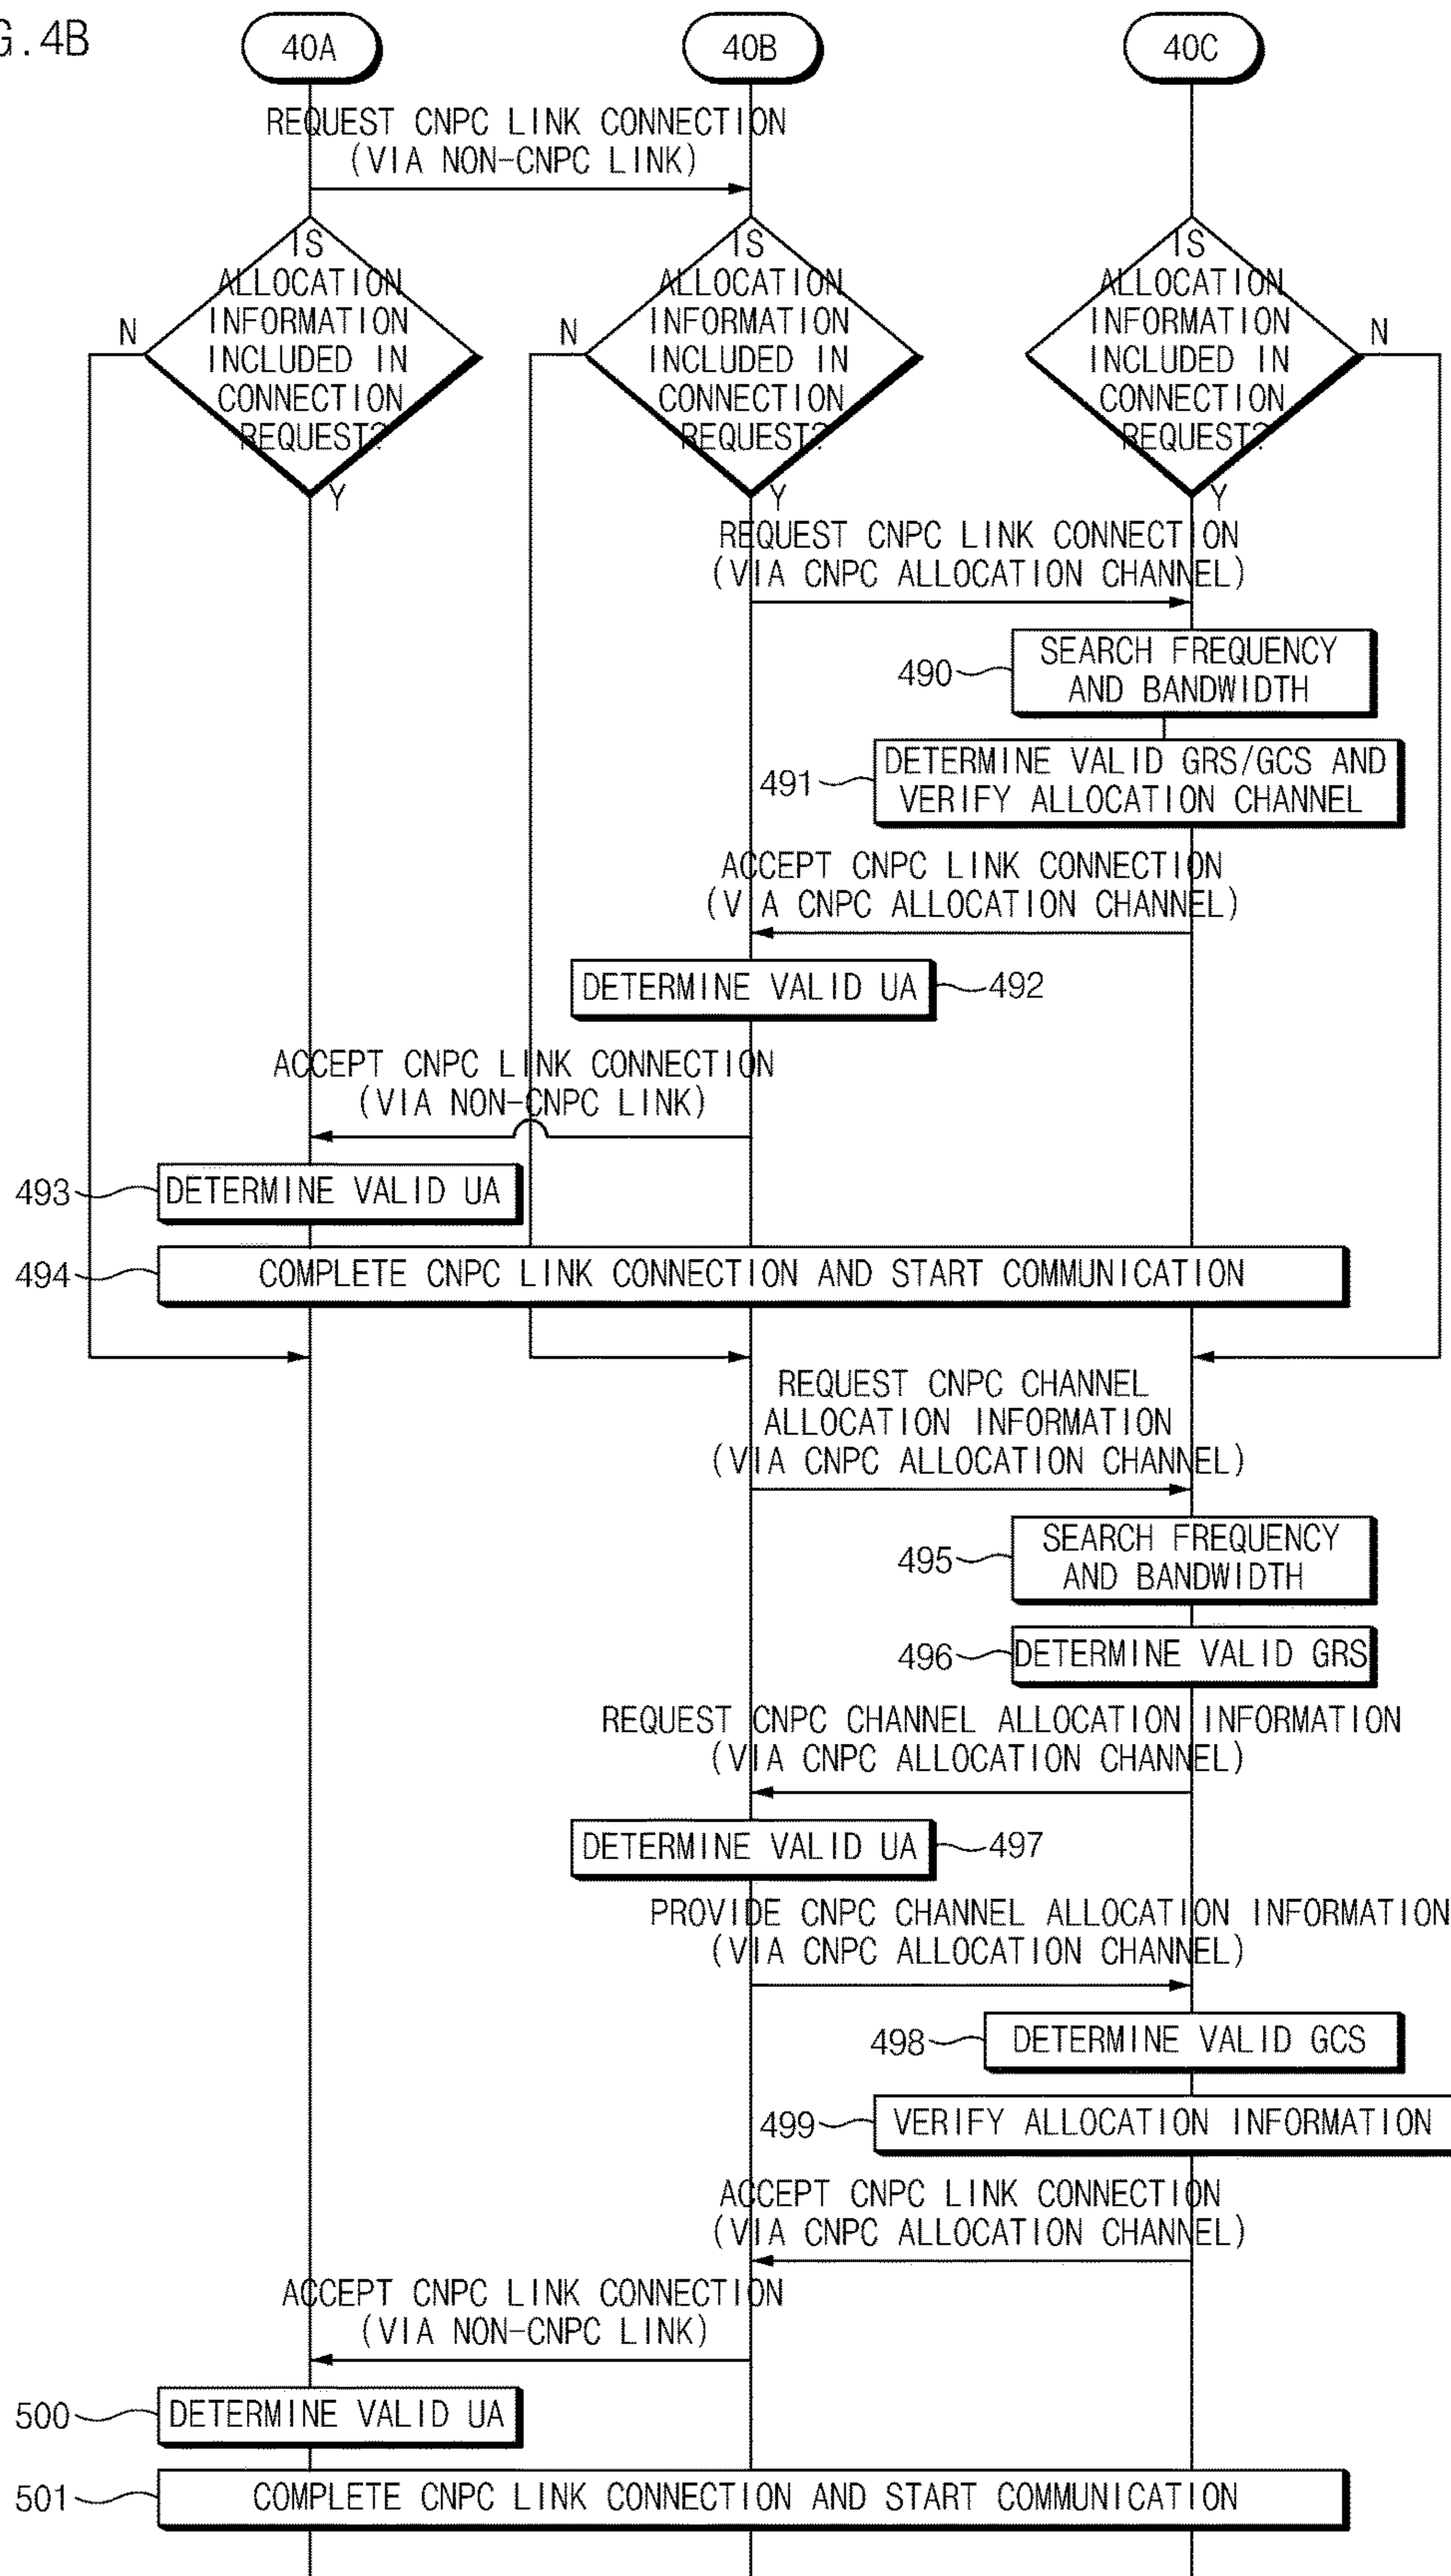 G.4B
40A
40B
40C
REQUEST CNPC LINK CONNECTION
(VIA NON-CNPC LINK)
IS
ALLOCATION
INFORMATION
INCLUDED IN
CONNECTION
REQUEST?
N
Y
IS
ALLOCATION
INFORMATION
INCLUDED IN
CONNECTION
REQUEST?
N
Y
IS
ALLOCATION
INFORMATION
INCLUDED IN
CONNECTION
REQUEST?
N
Y
REQUEST CNPC LINK CONNECTION
(VIA CNPC ALLOCATION CHANNEL)
490
SEARCH FREQUENCY
AND BANDWIDTH
491
DETERMINE VALID GRS/GCS AND
VERIFY ALLOCATION CHANNEL
ACCEPT CNPC LINK CONNECTION
(V A CNPC ALLOCATION CHANNEL)
DETERMINE VALID UA
492
ACCEPT CNPC LINK CONNECTION
(VIA NON-CNPC LINK)
493
DETERMINE VALID UA
494
COMPLETE CNPC LINK CONNECTION AND START COMMUNICATION
REQUEST CNPC CHANNEL
ALLOCATION INFORMATION
(VIA CNPC ALLOCATION CHANNEL)
495
SEARCH FREQUENCY
AND BANDWIDTH
496
DETERMINE VALID GRS
REQUEST CNPC CHANNEL ALLOCATION INFORMATION
(VIA CNPC ALLOCATION CHANNEL)
DETERMINE VALID UA
497
PROVIDE CNPC CHANNEL ALLOCATION INFORMATION
(VIA CNPC ALLOCATION CHANNEL)
498
DETERMINE VALID GCS
499
VERIFY ALLOCATION INFORMATION
ACCEPT CNPC LINK CONNECTION
(VIA CNPC ALLOCATION CHANNEL)
ACCEPT CNPC LINK CONNECTION
(VIA NON-CNPC LINK)
500
DETERMINE VALID UA
501
COMPLETE CNPC LINK CONNECTION AND START COMMUNICATION